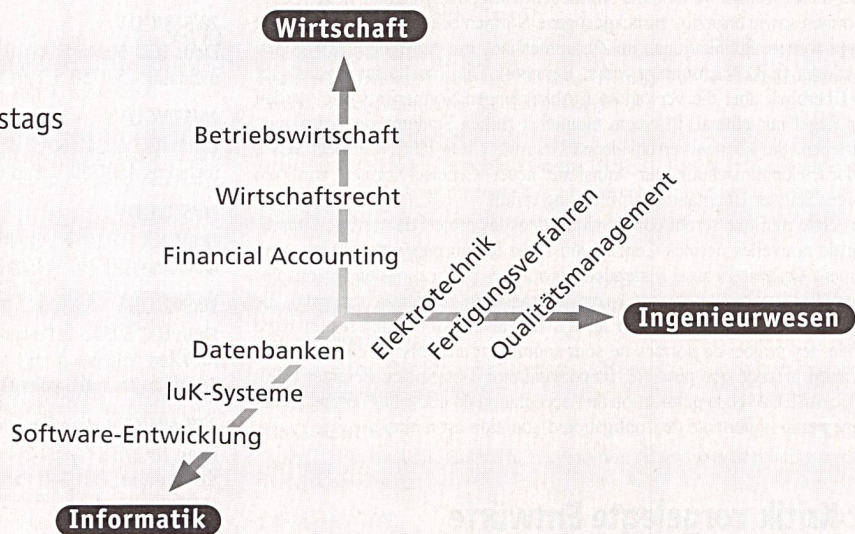 Wirtschaft
stags
Betriebswirtschaft
Wirtschaftsrecht
Financial Accounting
Elektrotechnik
Fertigungsverfahren
Qualitätsmanagement
Ingenieurwesen
Datenbanken
IuK-Systeme
Software-Entwicklung
Informatik